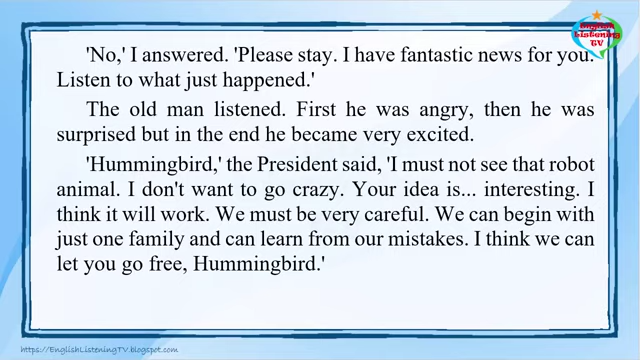 English
Listening
TV
'No,' I answered. 'Please stay. I have fantastic news for you.
Listen to what just happened.'
The old man listened. First he was angry, then he was
surprised but in the end he became very excited.
'Hummingbird,' the President said, 'I must not see that robot
animal. I don't want to go crazy. Your idea is... interesting. I
think it will work. We must be very careful. We can begin with
just one family and can learn from our mistakes. I think we can
let you go free, Hummingbird.'
https://EnglishListeningTV.blogspot.com